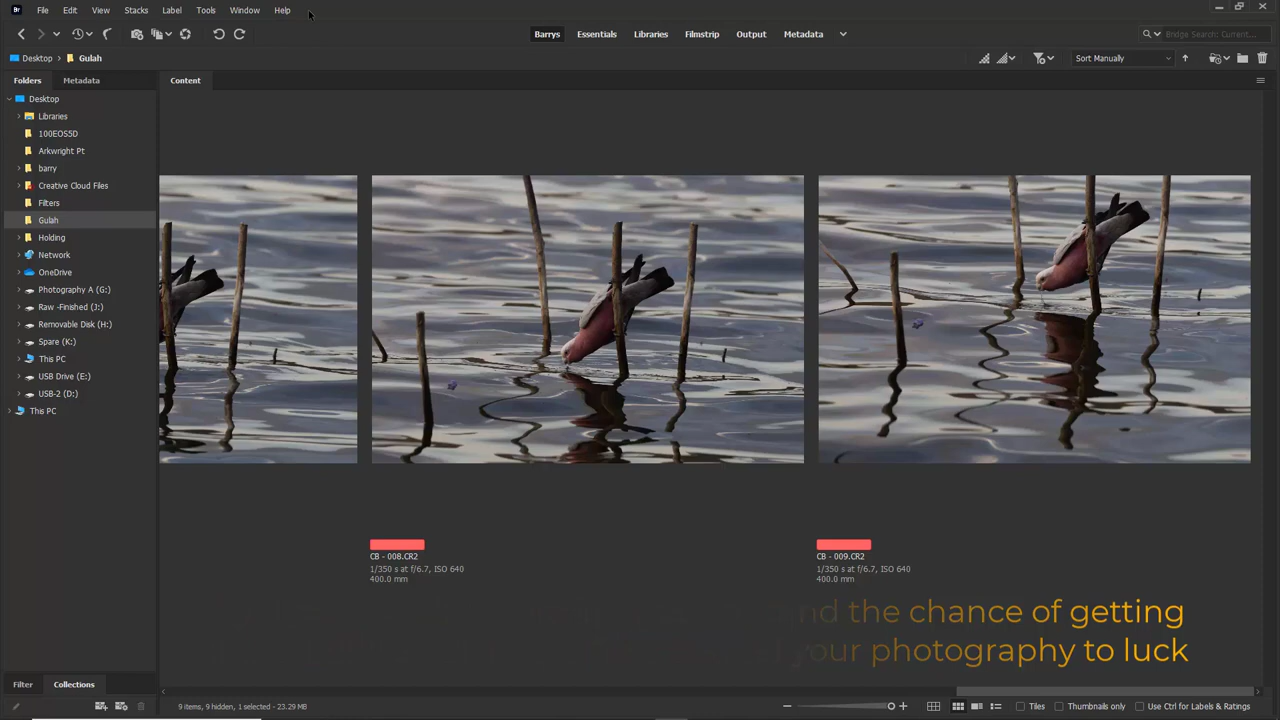 Br File Edit View Stacks Label Tools Window Help
Barrys Essentials Libraries Filmstrip Output Metadata
Bridge Search: Current...
Desktop Gulah
Sort Manually
Folders Metadata
Content
Desktop
Libraries
100EOS5D
Arkwright Pt
barry
Creative Cloud Files
Filters
Gulah
Holding
Network
OneDrive
Photography A (G:)
Raw -Finished (J:)
Removable Disk (H:)
Spare (K:)
This PC
USB Drive (E:)
USB-2 (D:)
This PC
CB - 008.CR2
1/350 s at f/6.7, ISO 640
400.0 mm
CB - 009.CR2
1/350 s at f/6.7, ISO 640
400.0 mm
the chance of getting
your photography to luck
Filter Collections
9 items, 9 hidden, 1 selected - 23.29 MB
Tiles Thumbnails only Use Ctrl for Labels & Ratings